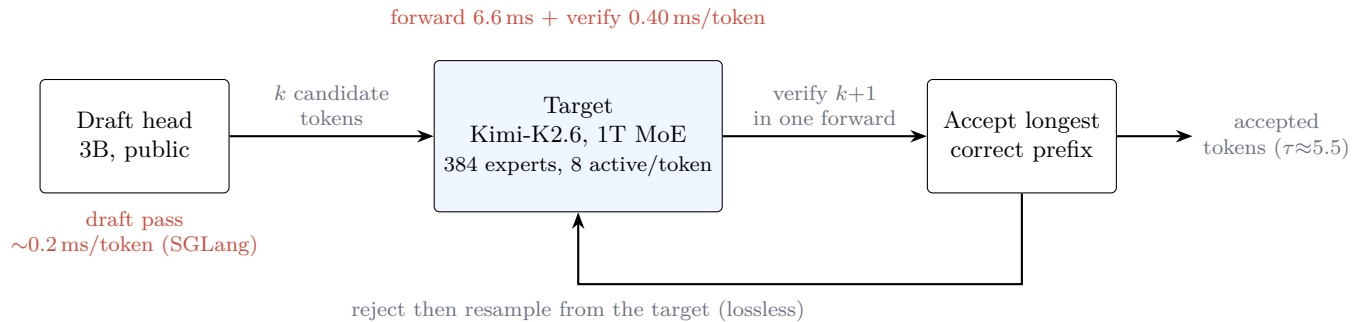 forward 6.6 ms + verify 0.40 ms/token
Draft head
3B, public
draft pass
∼0.2 ms/token (SGLang)
k candidate
tokens
Target
Kimi-K2.6, 1T MoE
384 experts, 8 active/token
verify k+1
in one forward
Accept longest
correct prefix
accepted
tokens (τ≈5.5)
reject then resample from the target (lossless)